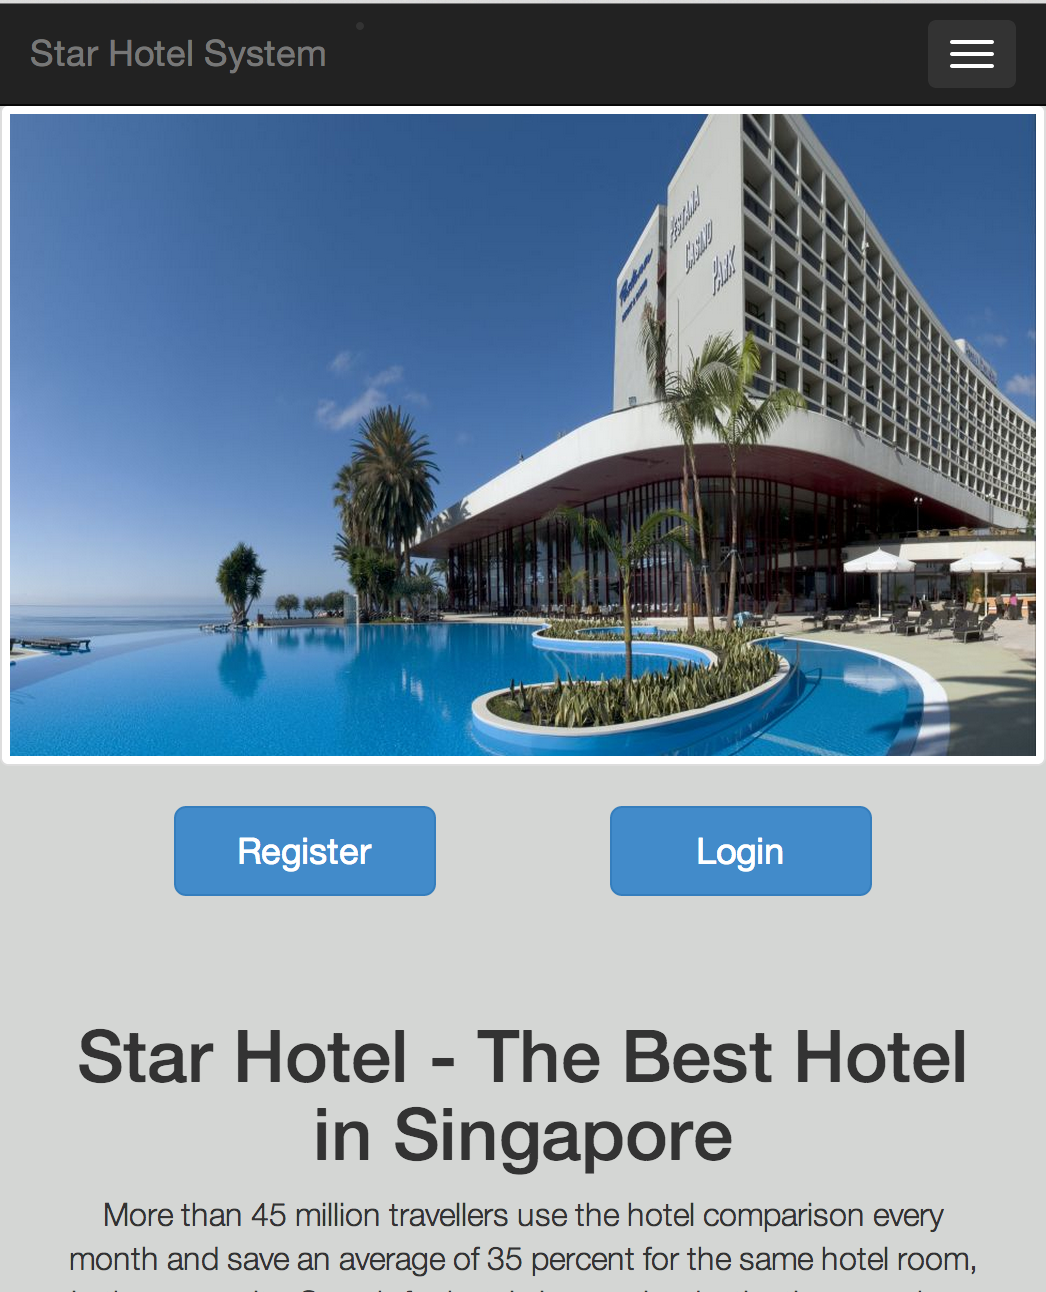 Star Hotel System
PESTANA
CASINO
PARK
Register
Login
Star Hotel - The Best Hotel
in Singapore
More than 45 million travellers use the hotel comparison every
month and save an average of 35 percent for the same hotel room,